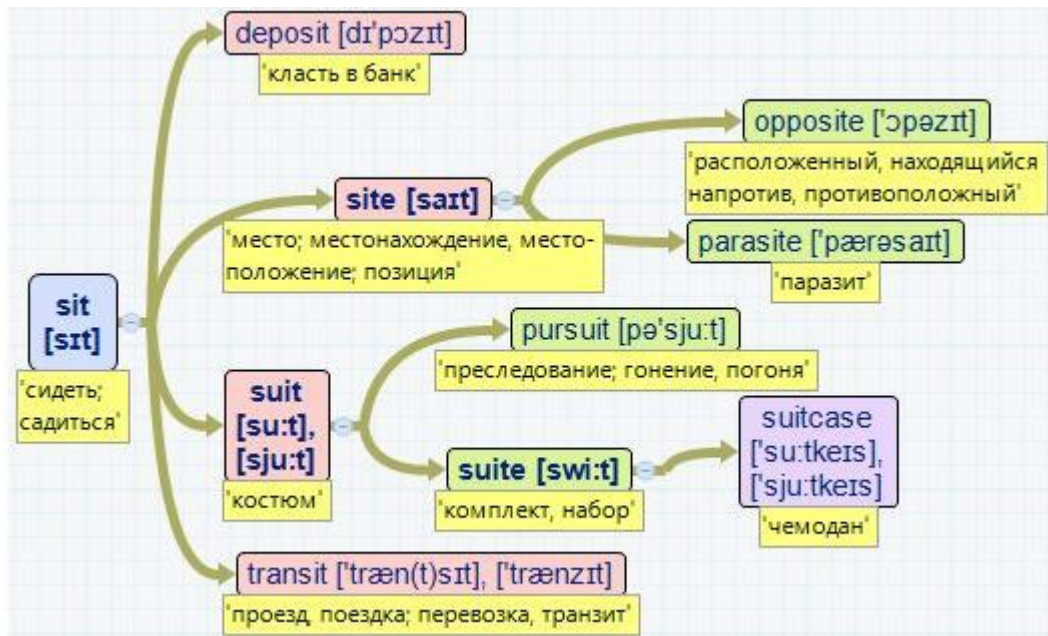 deposit [dɪ'pɔzɪt]
'класть в банк'
opposite ['ɔpəzɪt]
'расположенный, находящийся
напротив, противоположный'
site [saɪt]
'место; местонахождение, место-
положение; позиция'
parasite ['pærəsaɪt]
'паразит'
sit
[sɪt]
'сидеть;
садиться'
pursuit [pə'sju:t]
'преследование; гонение, погоня'
suit
[su:t],
[sju:t]
'костюм'
suite [swi:t]
'комплект, набор'
suitcase
['su:tkeɪs],
['sju:tkeɪs]
'чемодан'
transit ['træn(t)sɪt], ['trænzɪt]
'проезд, поездка; перевозка, транзит'